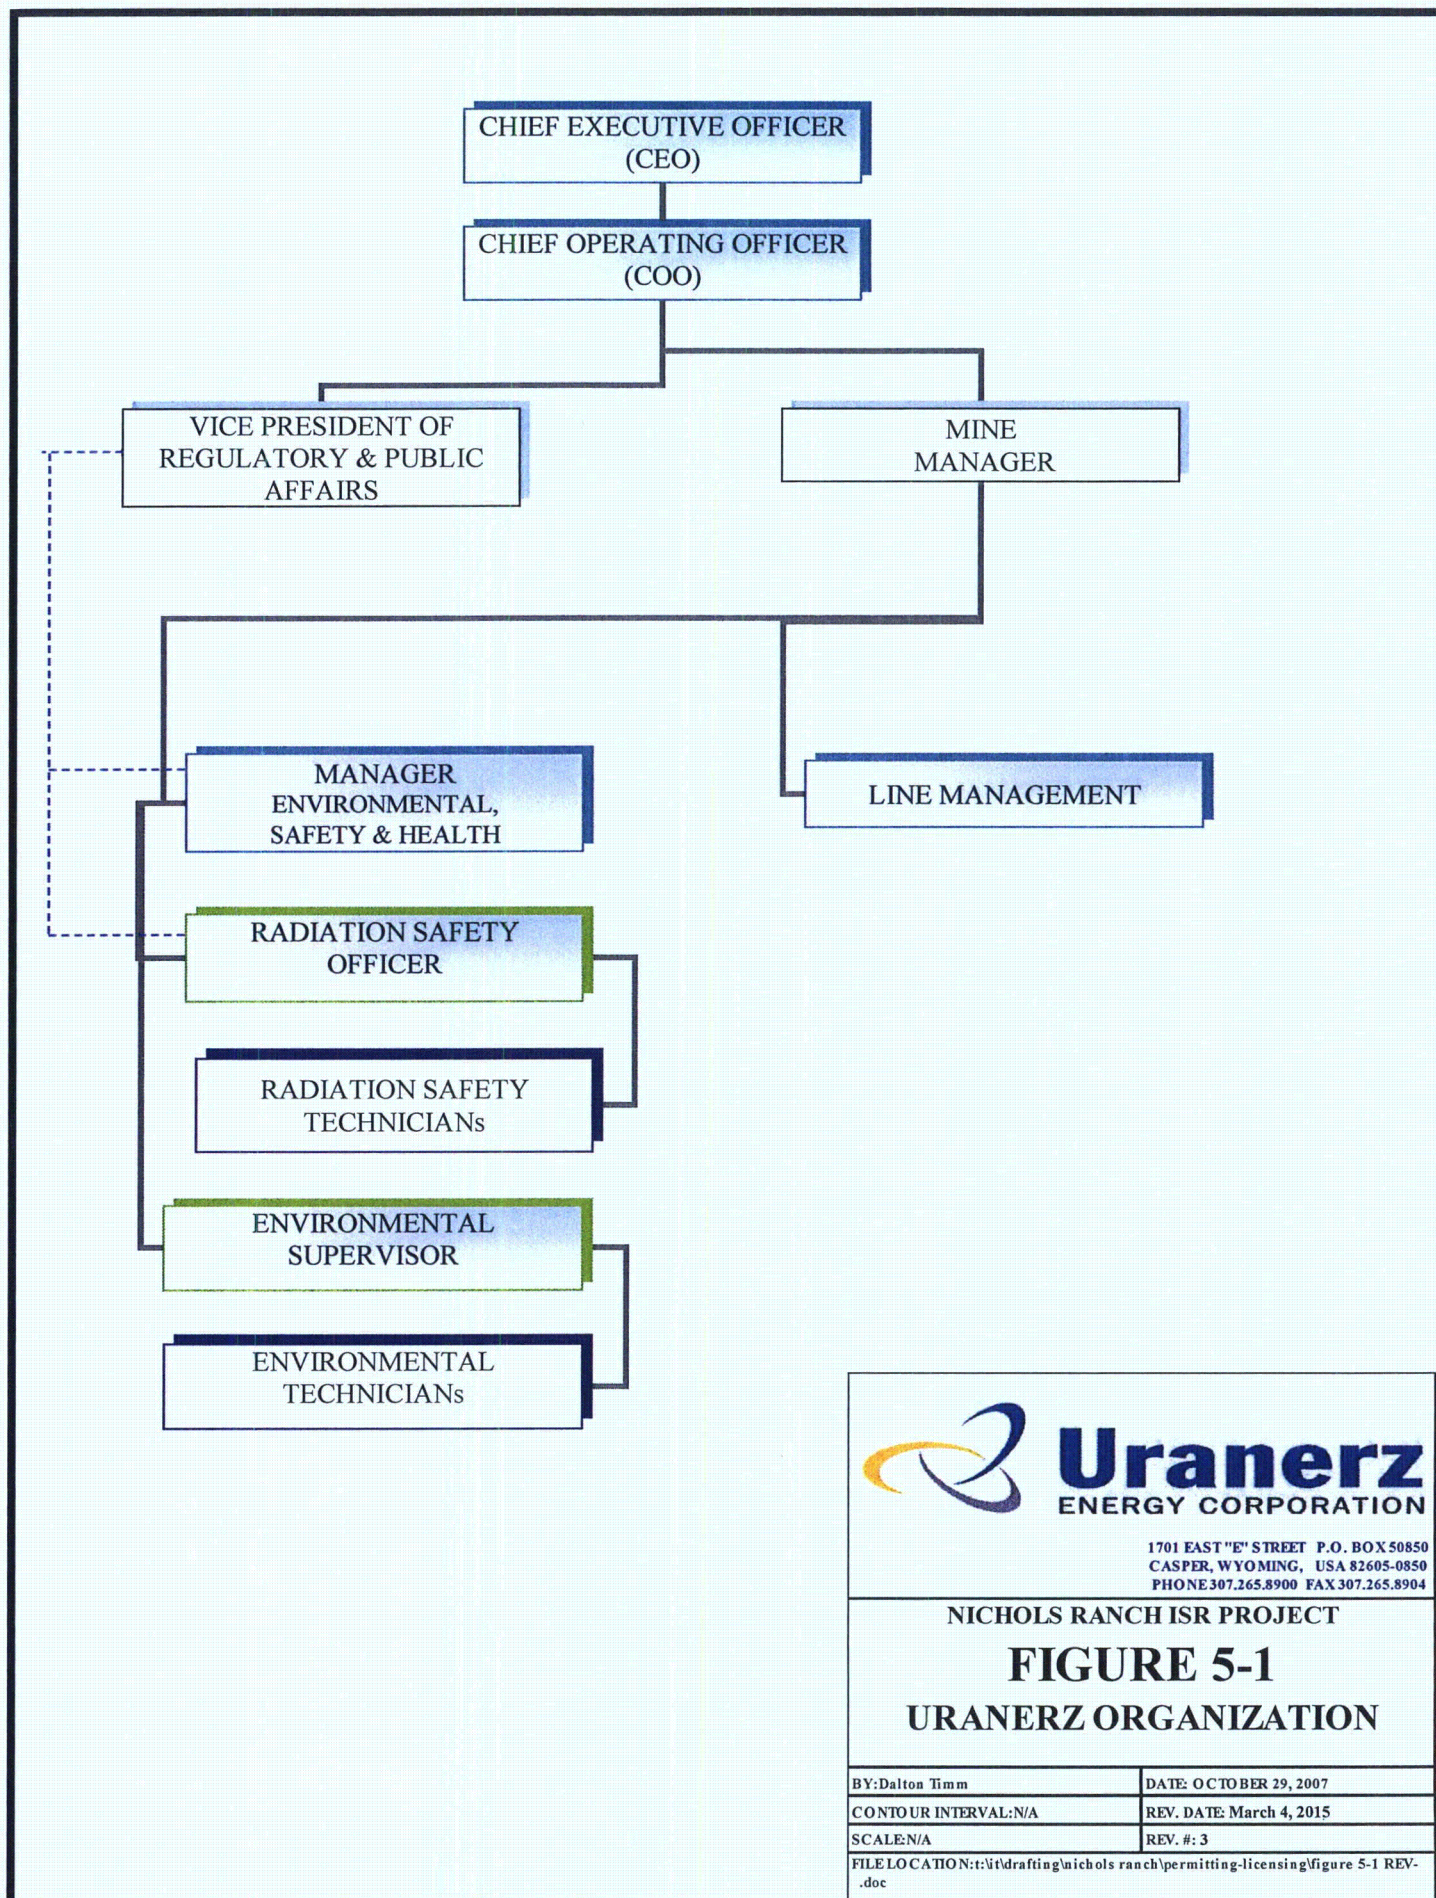 CHIEF EXECUTIVE OFFICER
(CEO)
CHIEF OPERATING OFFICER
(COO)
VICE PRESIDENT OF
REGULATORY & PUBLIC
AFFAIRS
MINE
MANAGER
MANAGER
ENVIRONMENTAL,
SAFETY & HEALTH
LINE MANAGEMENT
RADIATION SAFETY
OFFICER
RADIATION SAFETY
TECHNICIANs
ENVIRONMENTAL
SUPERVISOR
ENVIRONMENTAL
TECHNICIANs
Uranerz
ENERGY CORPORATION
1701 EAST "E" STREET P.O. BOX 50850
CASPER, WYOMING, USA 82605-0850
PHONE 307.265.8900 FAX 307.265.8904
NICHOLS RANCH ISR PROJECT
FIGURE 5-1
URANERZ ORGANIZATION
BY:Dalton Timm
DATE: OCTOBER 29, 2007
CONTOUR INTERVAL:N/A
REV. DATE: March 4, 2015
SCALE:N/A
REV. #: 3
FILE LOCATION:t:\it\drafting\nichols ranch\permitting-licensing\figure 5-1 REV-
.doc